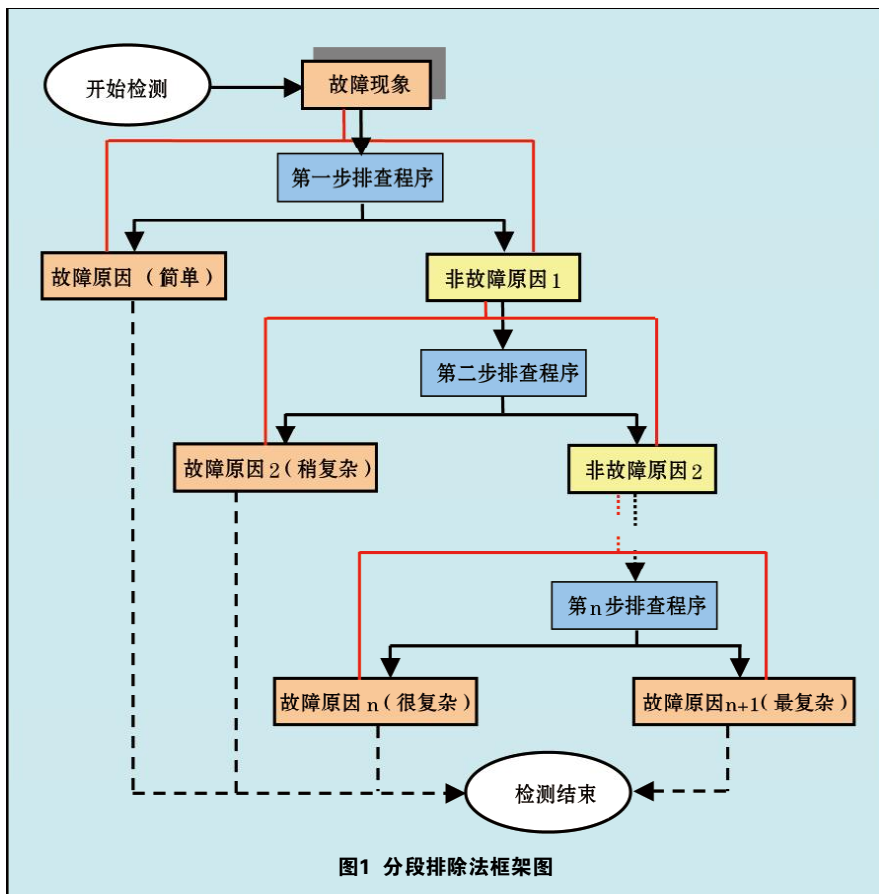 开始检测
故障现象
第一步排查程序
故障原因（简单）
非故障原因1
第二步排查程序
故障原因2（稍复杂）
非故障原因2
第n步排查程序
故障原因n（很复杂）
故障原因n+1（最复杂）
检测结束
图1 分段排除法框架图